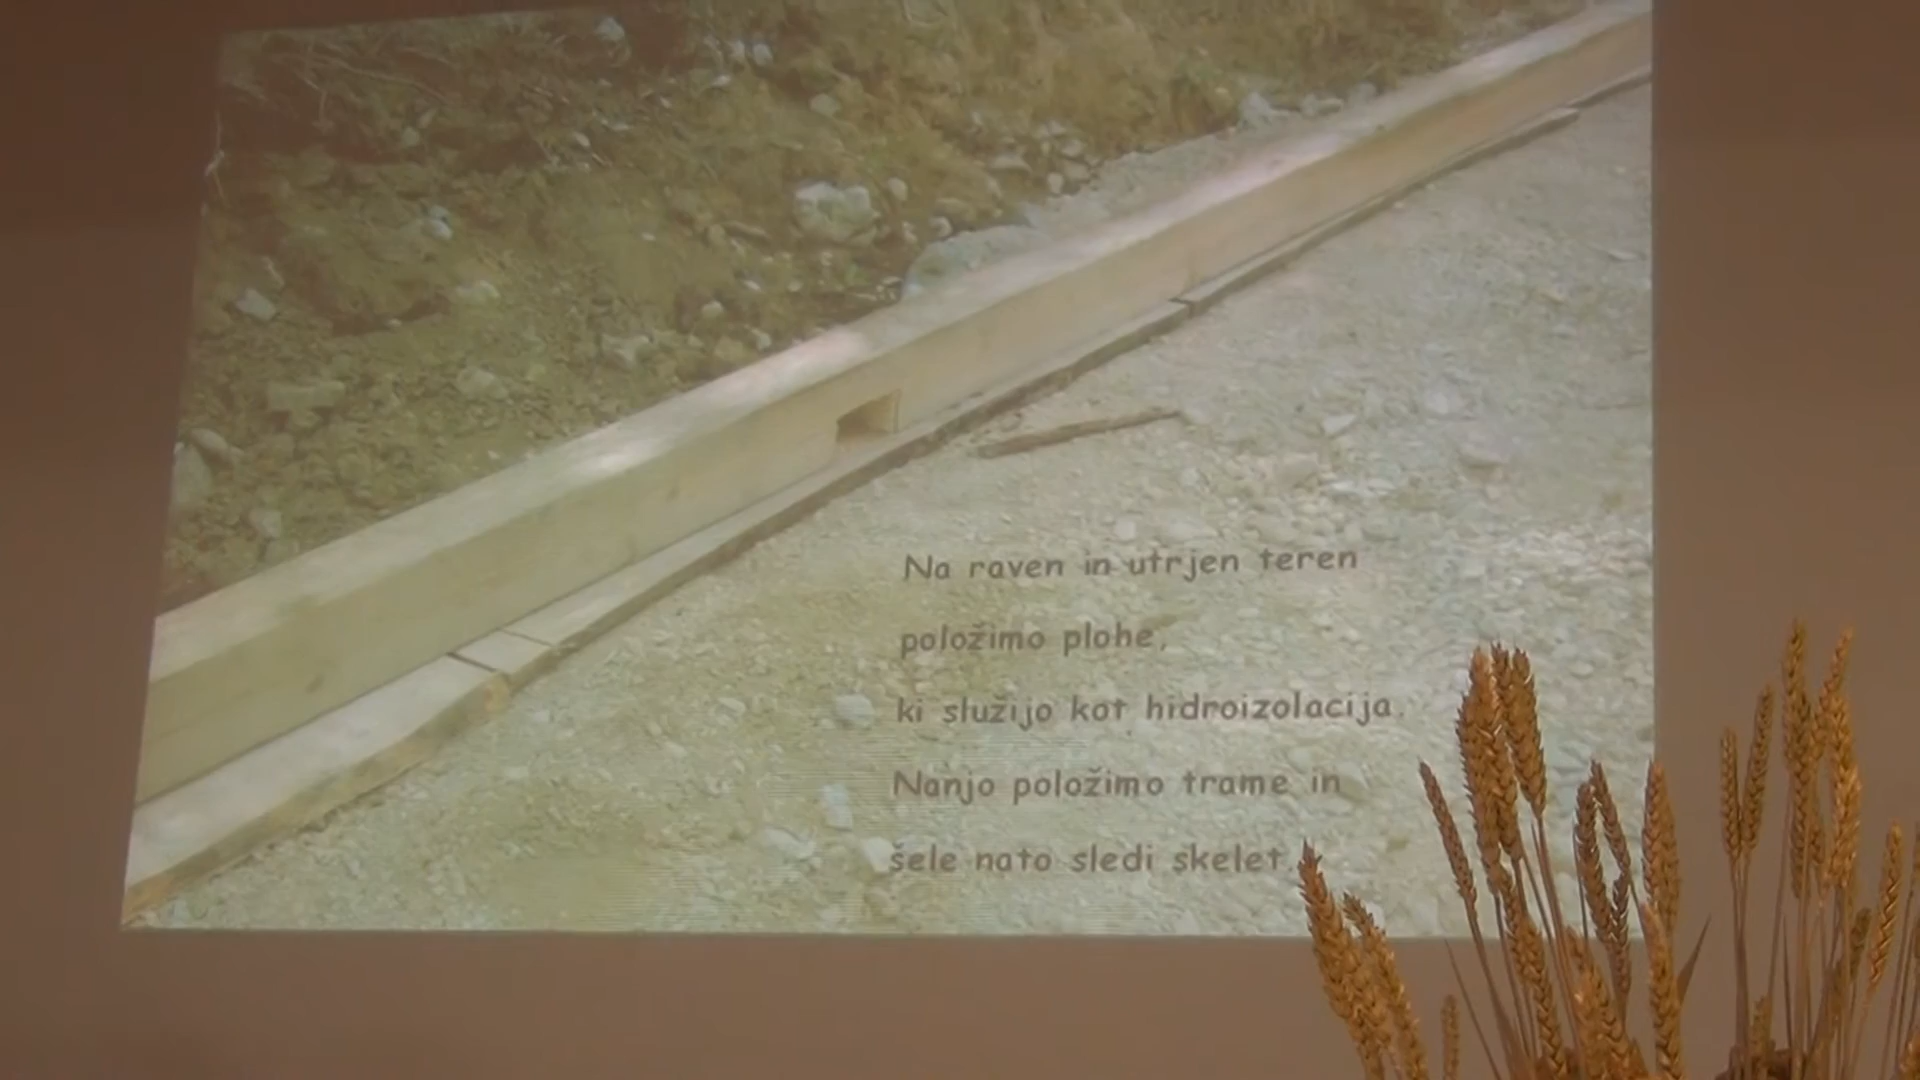 Na raven in utrjen teren
položimo plohe,
ki služijo kot hidroizolacija.
Nanjo položimo trame in
šele nato sledi skelet.